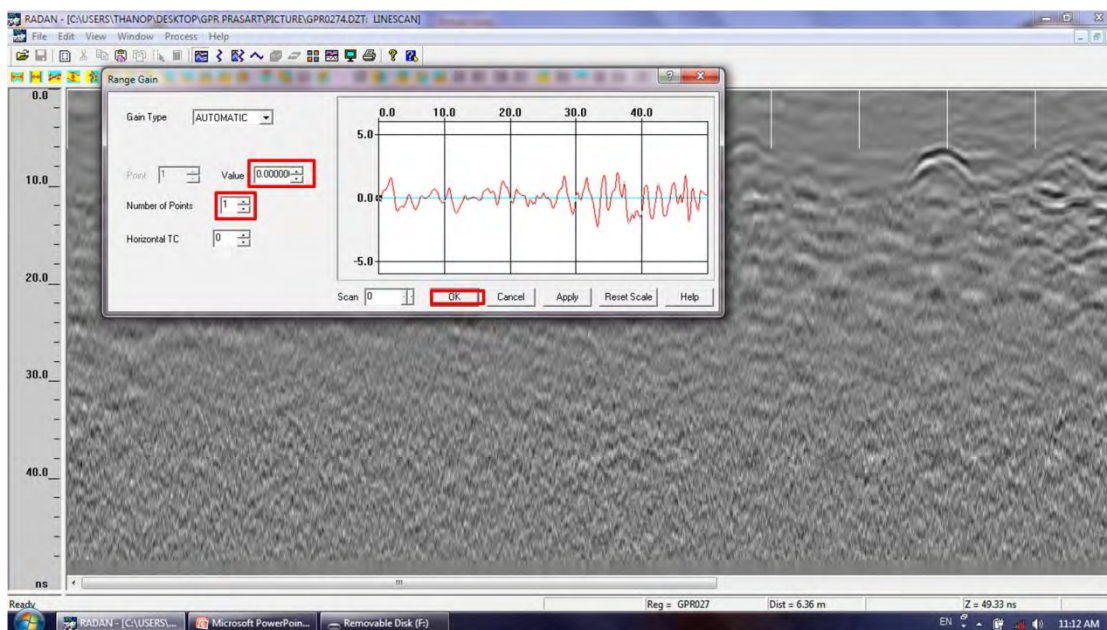 RADAN - [C:\USERS\THANOP\DESKTOP\GPR PRASART\PICTURE\GPR0274.DZT: LINESCAN]
File Edit View Window Process Help
Range Gain
Gain Type AUTOMATIC
Point 1 Value 0.00000
Number of Points 1
Horizontal TC 0
0.0 10.0 20.0 30.0 40.0
5.0
0.0
-5.0
Scan 0 OK Cancel Apply Reset Scale Help
0.0
10.0
20.0
30.0
40.0
ns
Ready Reg = GPR027 Dist = 6.36 m Z = 49.33 ns
RADAN - [C:\USERS\... Microsoft PowerPoin... Removable Disk (F:) EN 11:12 AM